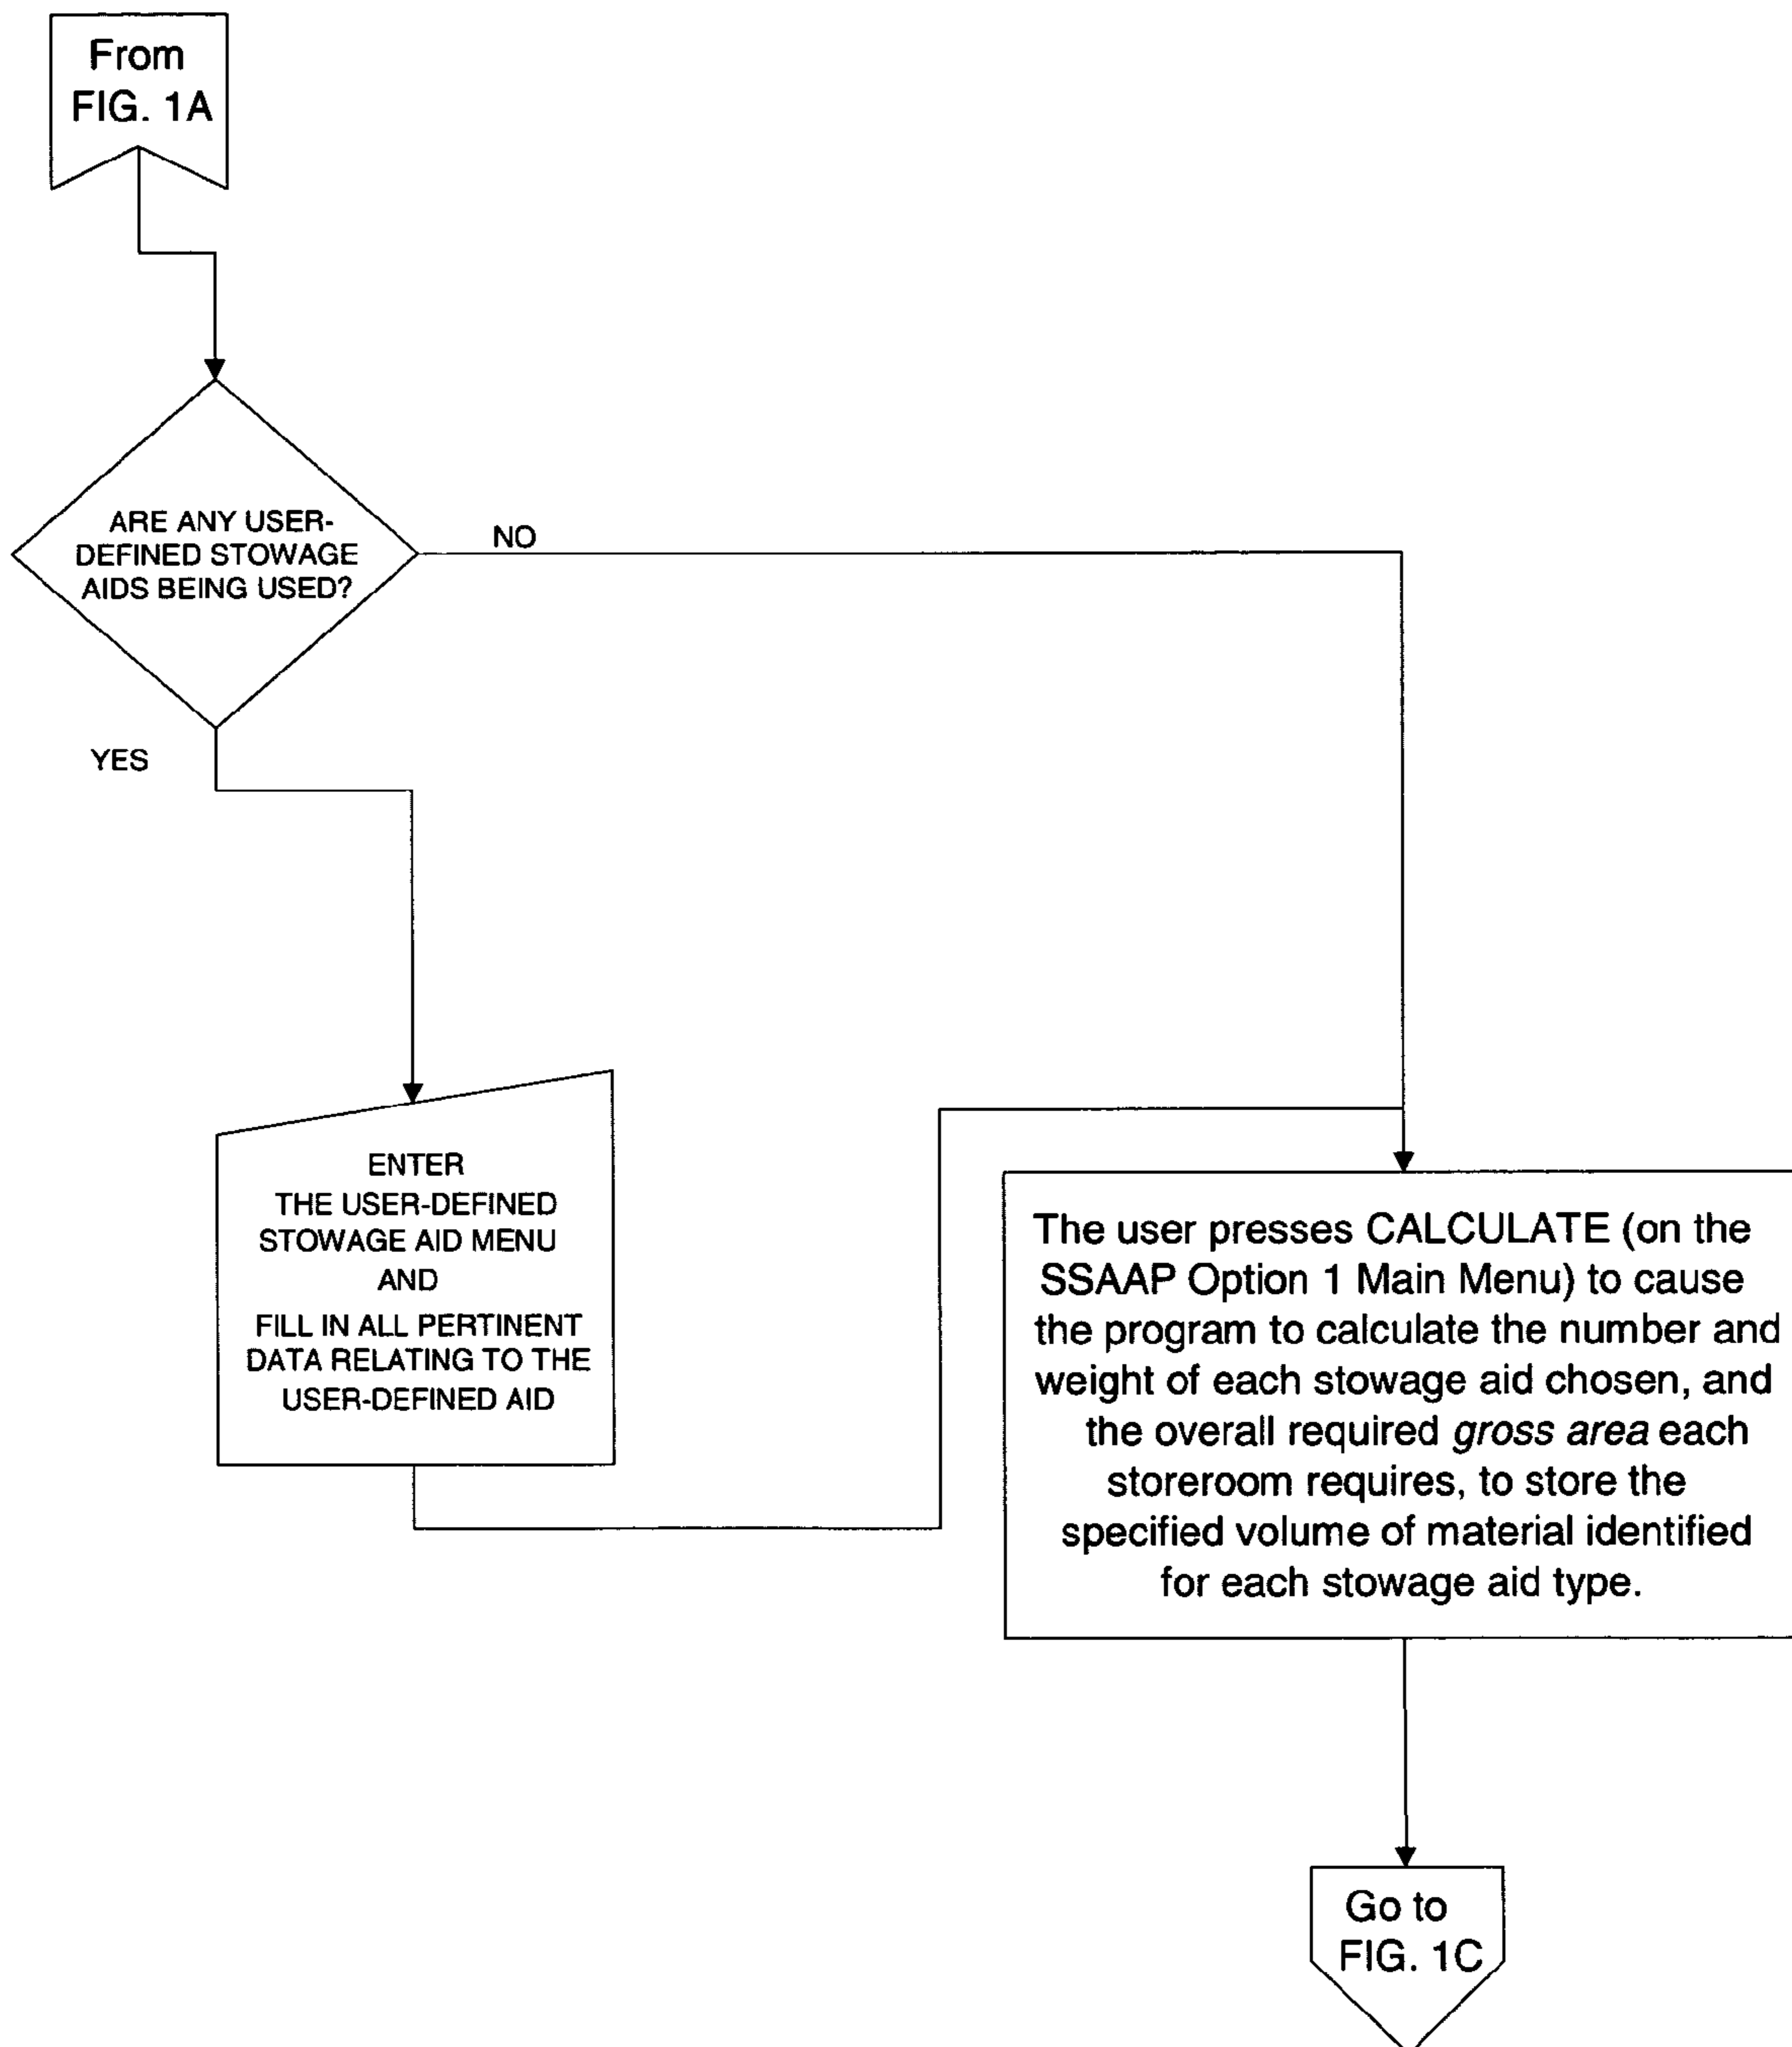 From
FIG. 1A
ARE ANY USER-
DEFINED STOWAGE
AIDS BEING USED?
NO
YES
ENTER
THE USER-DEFINED
STOWAGE AID MENU
AND
FILL IN ALL PERTINENT
DATA RELATING TO THE
USER-DEFINED AID
The user presses CALCULATE (on the
SSAAP Option 1 Main Menu) to cause
the program to calculate the number and
weight of each stowage aid chosen, and
the overall required gross area each
storeroom requires, to store the
specified volume of material identified
for each stowage aid type.
Go to
FIG. 1C